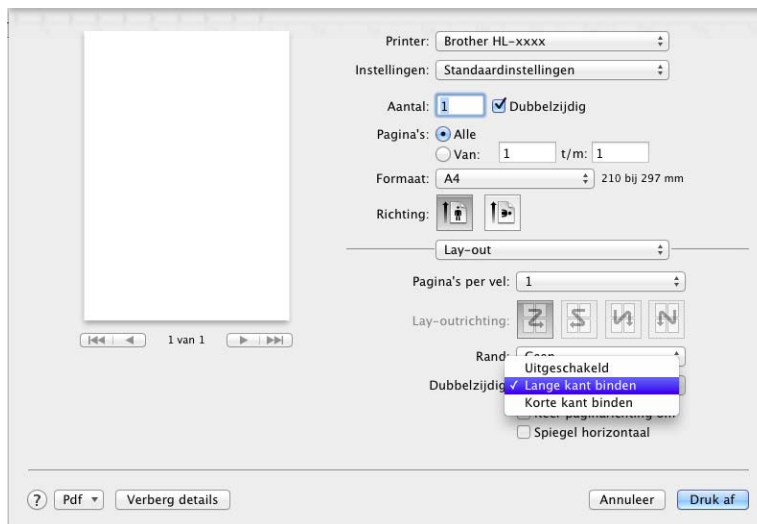 Printer: Brother HL-xxxx
Instellingen: Standaardinstellingen
Aantal: 1 Dubbelzijdig
Pagina's: Alle
Van: 1 t/m: 1
Formaat: A4 210 bij 297 mm
Richting:
Lay-out
Pagina's per vel: 1
Lay-outrichting:
1 van 1
Rand:
Uitgeschakeld
Dubbelzijdig ✓ Lange kant binden
Korte kant binden
Spiegel horizontaal
? Pdf Verberg details Annuleer Druk af